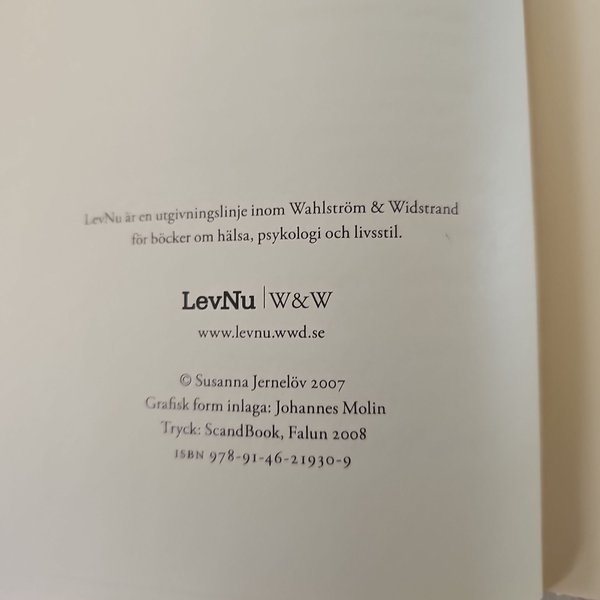 LevNu är en utgivningslinje inom Wahlström & Widstrand
för böcker om hälsa, psykologi och livsstil.
LevNu | W&W
www.levnu.wwd.se
© Susanna Jernelöv 2007
Grafisk form inlaga: Johannes Molin
Tryck: ScandBook, Falun 2008
ISBN 978-91-46-21930-9